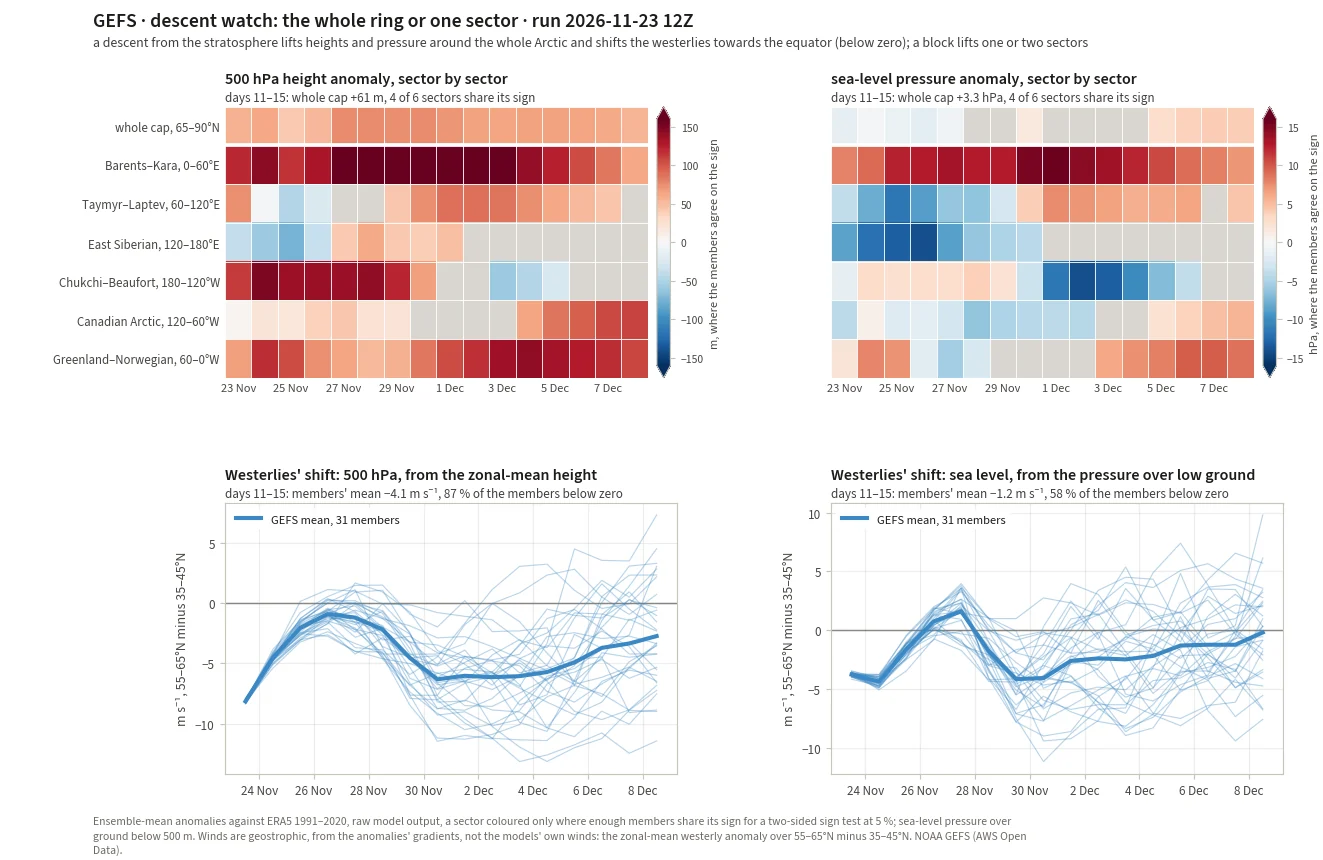 GEFS · descent watch: the whole ring or one sector · run 2026-11-23 12Z
a descent from the stratosphere lifts heights and pressure around the whole Arctic and shifts the westerlies towards the equator (below zero); a block lifts one or two sectors
500 hPa height anomaly, sector by sector
days 11–15: whole cap +61 m, 4 of 6 sectors share its sign
whole cap, 65–90°N
Barents–Kara, 0–60°E
Taymyr–Laptev, 60–120°E
East Siberian, 120–180°E
Chukchi–Beaufort, 180–120°W
Canadian Arctic, 120–60°W
Greenland–Norwegian, 60–0°W
23 Nov 25 Nov 27 Nov 29 Nov 1 Dec 3 Dec 5 Dec 7 Dec
150
100
50
0
−50
−100
−150
m, where the members agree on the sign
sea-level pressure anomaly, sector by sector
days 11–15: whole cap +3.3 hPa, 4 of 6 sectors share its sign
23 Nov 25 Nov 27 Nov 29 Nov 1 Dec 3 Dec 5 Dec 7 Dec
15
10
5
0
−5
−10
−15
hPa, where the members agree on the sign
Westerlies' shift: 500 hPa, from the zonal-mean height
days 11–15: members' mean −4.1 m s⁻¹, 87 % of the members below zero
GEFS mean, 31 members
m s⁻¹, 55–65°N minus 35–45°N
5
0
−5
−10
24 Nov 26 Nov 28 Nov 30 Nov 2 Dec 4 Dec 6 Dec 8 Dec
Westerlies' shift: sea level, from the pressure over low ground
days 11–15: members' mean −1.2 m s⁻¹, 58 % of the members below zero
GEFS mean, 31 members
m s⁻¹, 55–65°N minus 35–45°N
10
5
0
−5
−10
24 Nov 26 Nov 28 Nov 30 Nov 2 Dec 4 Dec 6 Dec 8 Dec
Ensemble-mean anomalies against ERA5 1991–2020, raw model output, a sector coloured only where enough members share its sign for a two-sided sign test at 5 %; sea-level pressure over
ground below 500 m. Winds are geostrophic, from the anomalies' gradients, not the models' own winds: the zonal-mean westerly anomaly over 55–65°N minus 35–45°N. NOAA GEFS (AWS Open
Data).